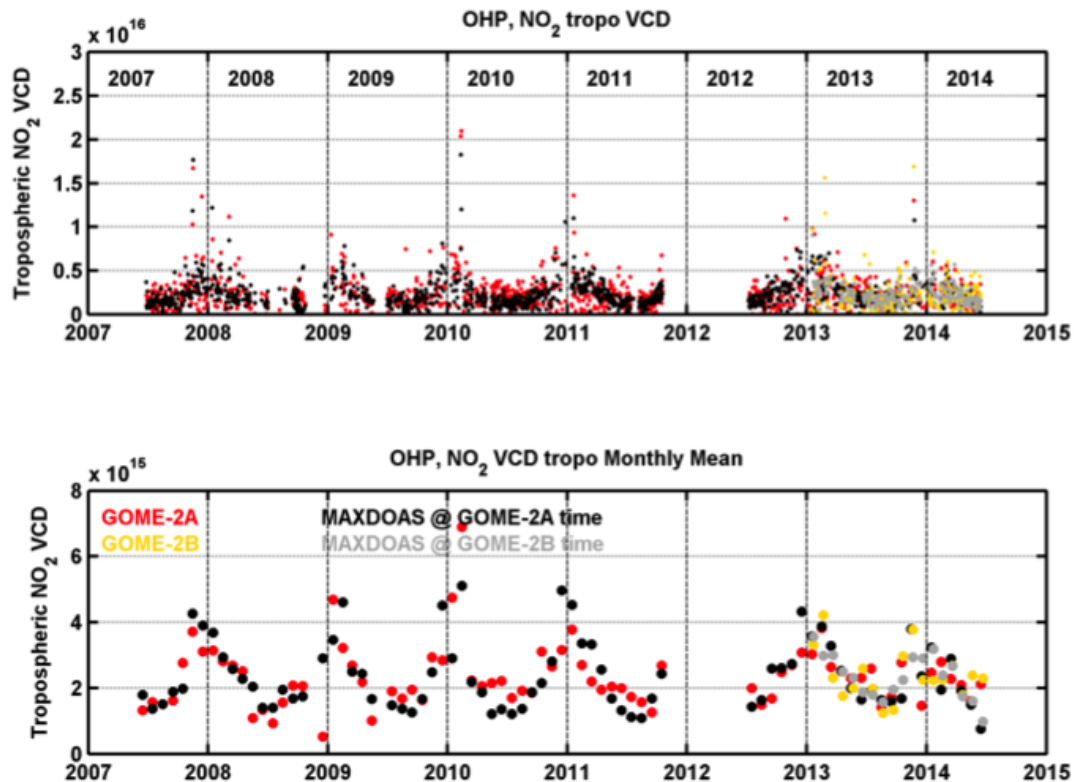 OHP, NO2 tropo VCD
x 10^16
Tropospheric NO2 VCD
3
2.5
2
1.5
1
0.5
0
2007 2008 2009 2010 2011 2012 2013 2014
2007 2008 2009 2010 2011 2012 2013 2014 2015
OHP, NO2 VCD tropo Monthly Mean
x 10^15
Tropospheric NO2 VCD
8
6
4
2
0
GOME-2A MAXDOAS @ GOME-2A time
GOME-2B MAXDOAS @ GOME-2B time
2007 2008 2009 2010 2011 2012 2013 2014 2015